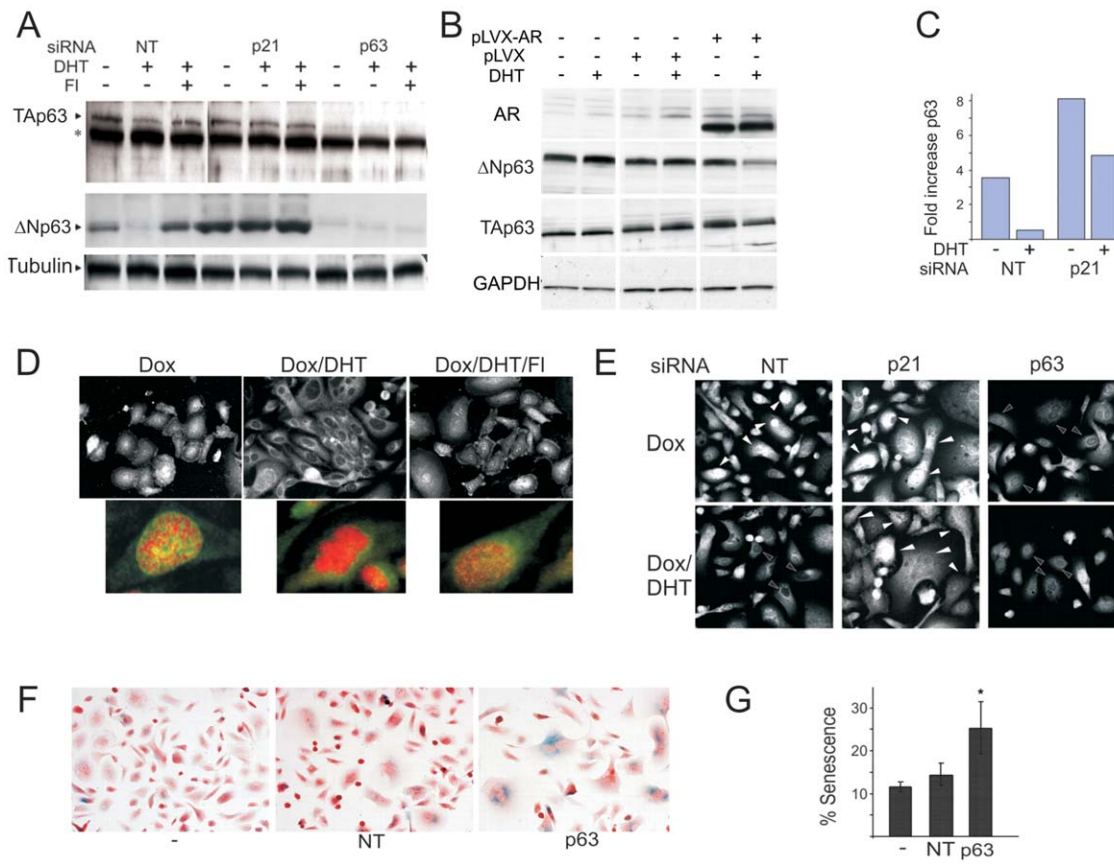 A
siRNA NT p21 p63
DHT - + + - + + - + +
FI - + - + - +
TAp63
*
ΔNp63
Tubulin
B
pLVX-AR - - - - + +
pLVX - - + + - -
DHT - + - + - +
AR
ΔNp63
TAp63
GAPDH
C
Fold increase p63
8
6
4
2
DHT - + - +
siRNA NT p21
D
Dox Dox/DHT Dox/DHT/FI
E
siRNA NT p21 p63
Dox
Dox/
DHT
F
- NT p63
G
% Senescence
30
20
10
*
- NT p63